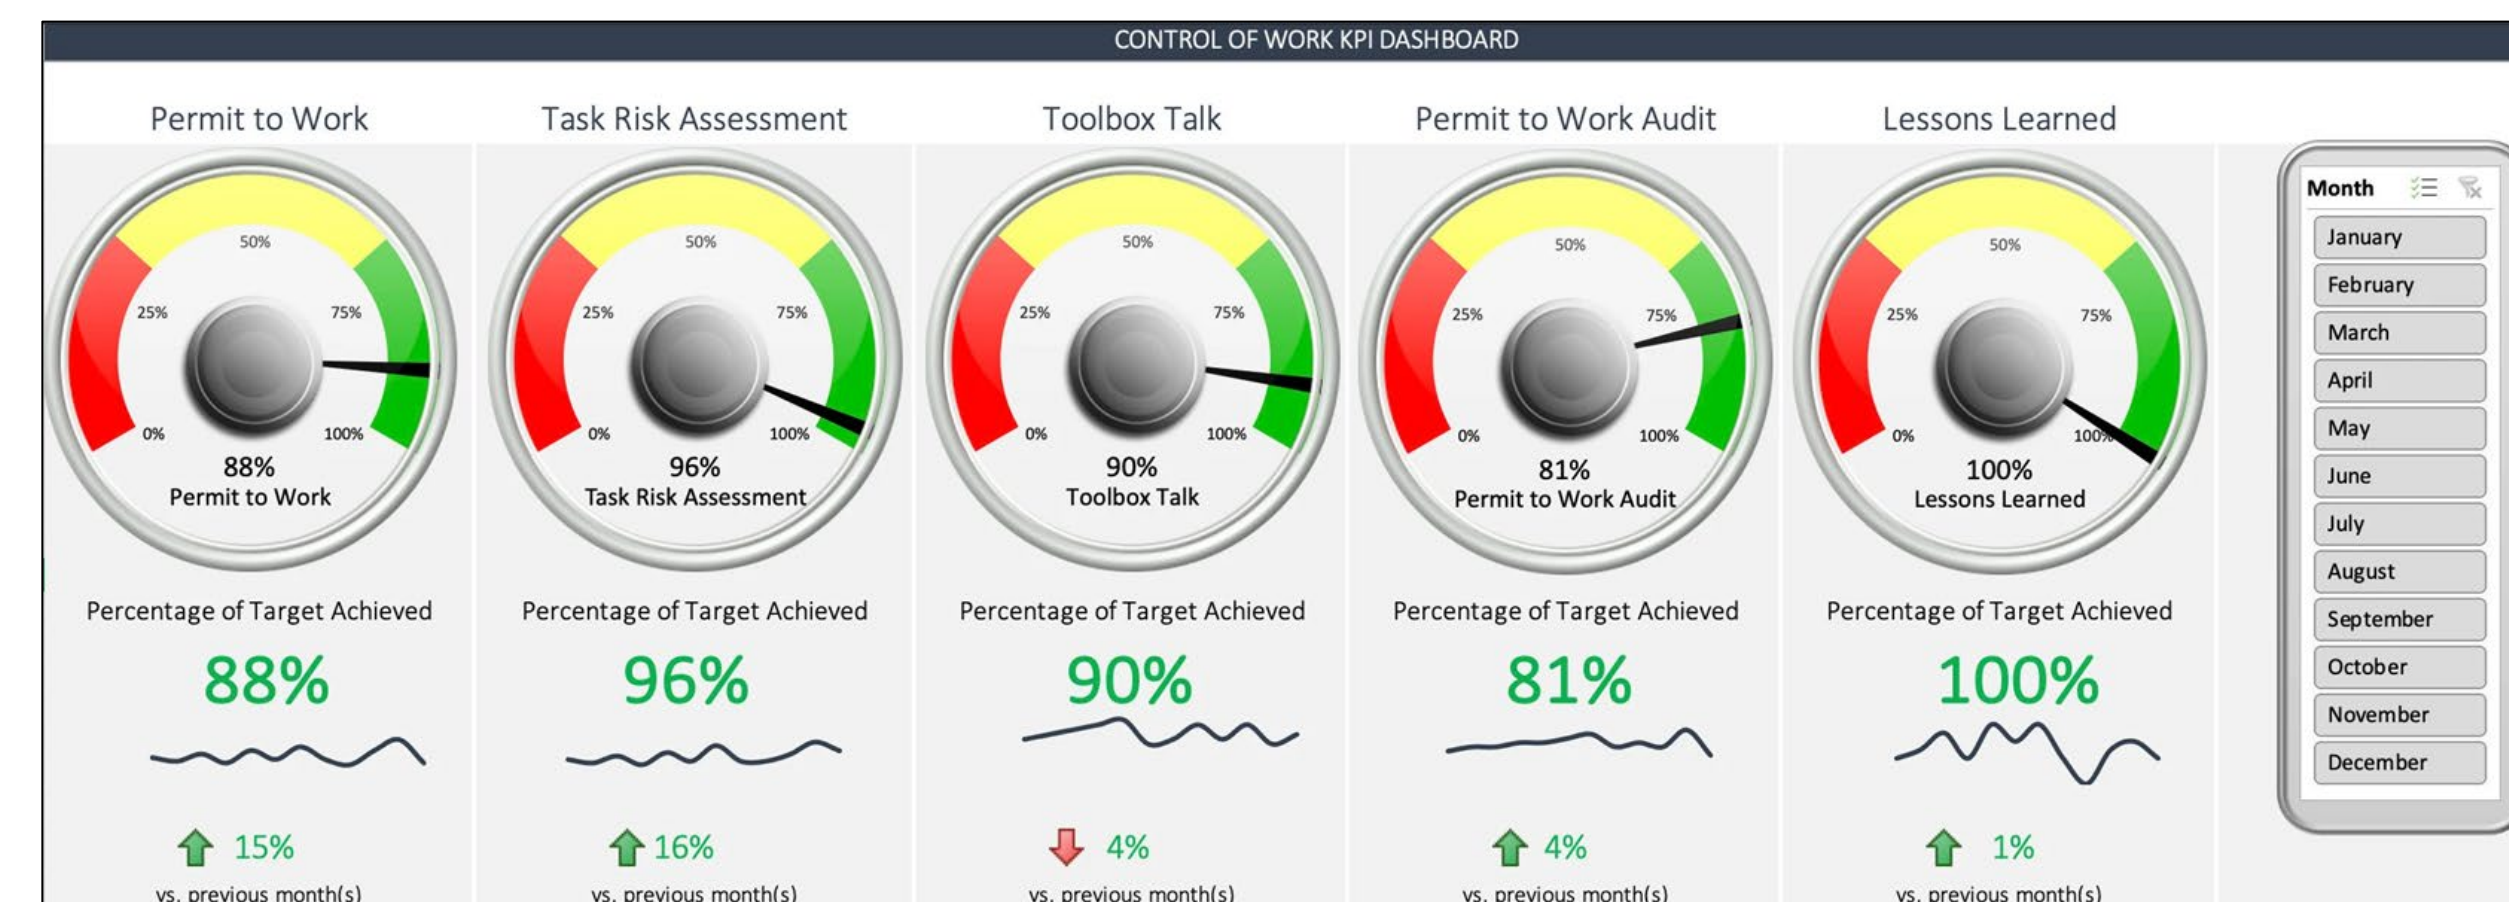 CONTROL OF WORK KPI DASHBOARD
Permit to Work
50%
25%
75%
0%
100%
88%
Permit to Work
Percentage of Target Achieved
88%
15%
vs. previous month(s)
Task Risk Assessment
50%
25%
75%
0%
100%
96%
Task Risk Assessment
Percentage of Target Achieved
96%
16%
vs. previous month(s)
Toolbox Talk
50%
25%
75%
0%
100%
90%
Toolbox Talk
Percentage of Target Achieved
90%
4%
vs. previous month(s)
Permit to Work Audit
50%
25%
75%
0%
100%
81%
Permit to Work Audit
Percentage of Target Achieved
81%
4%
vs. previous month(s)
Lessons Learned
50%
25%
75%
0%
100%
100%
Lessons Learned
Percentage of Target Achieved
100%
1%
vs. previous month(s)
Month
January
February
March
April
May
June
July
August
September
October
November
December